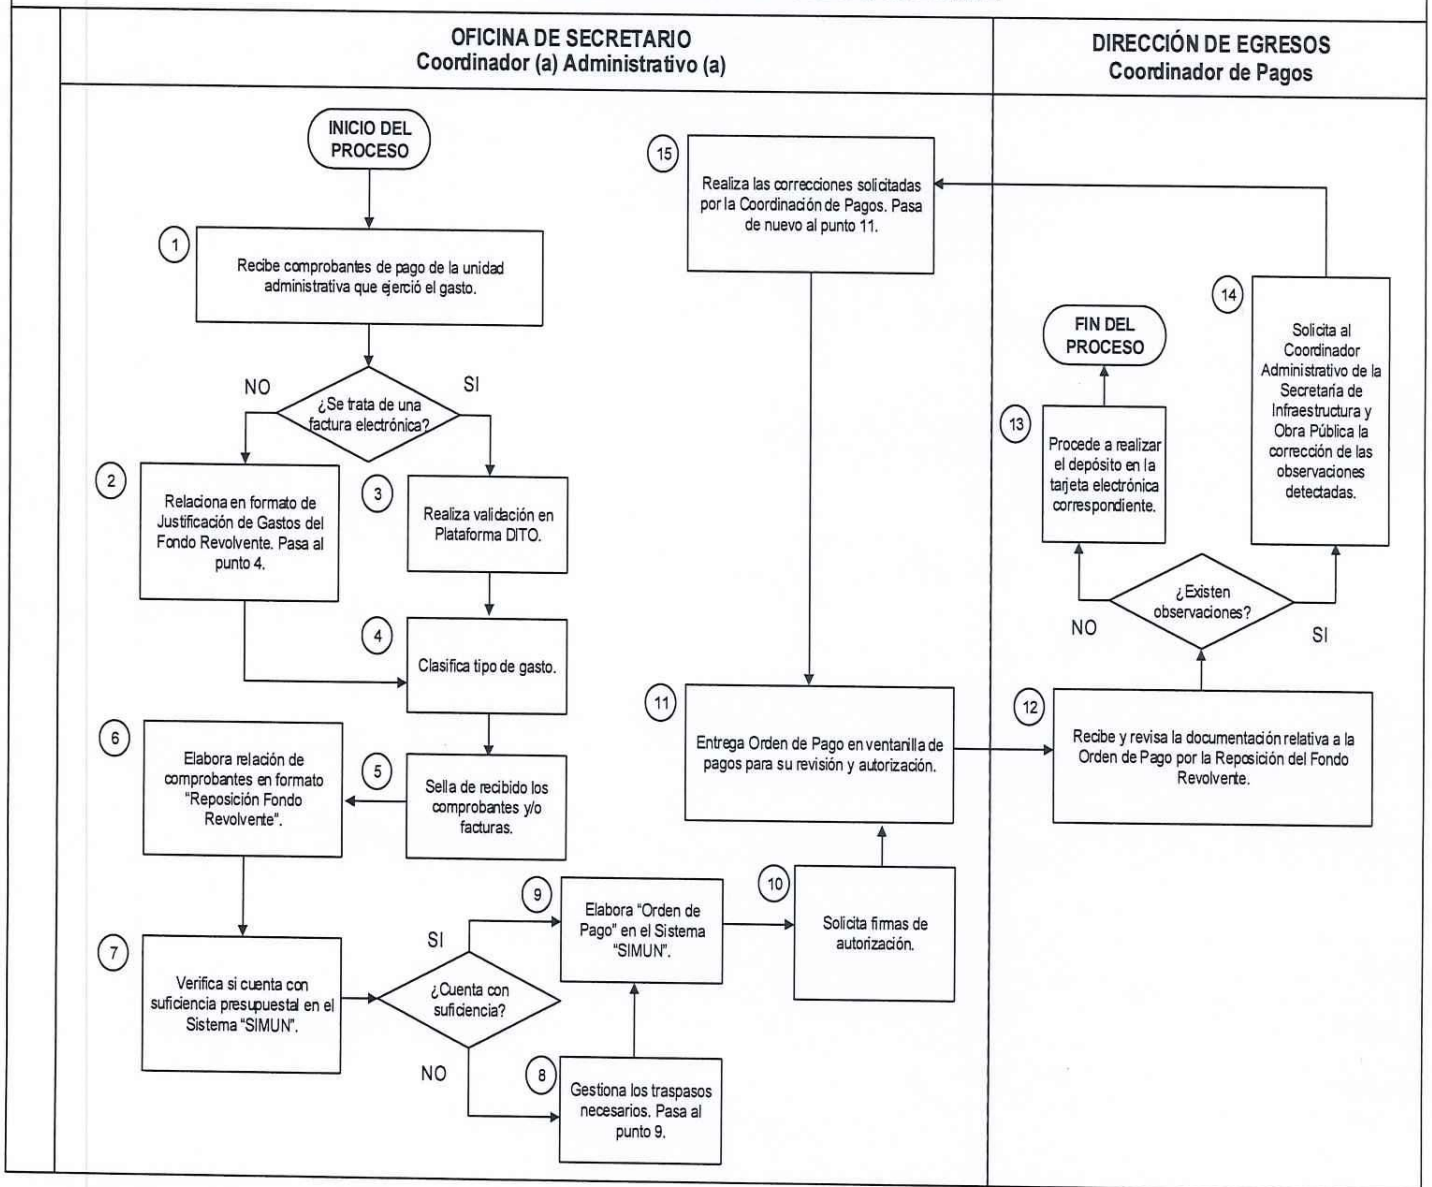 OFICINA DE SECRETARIO
Coordinador (a) Administrativo (a)
DIRECCIÓN DE EGRESOS
Coordinador de Pagos
INICIO DEL
PROCESO
1
Recibe comprobantes de pago de la unidad
administrativa que ejerció el gasto.
NO
SI
¿Se trata de una
factura electrónica?
2
Relaciona en formato de
Justificación de Gastos del
Fondo Revolvente. Pasa al
punto 4.
3
Realiza validación en
Plataforma DITO.
4
Clasifica tipo de gasto.
5
Sella de recibido los
comprobantes y/o
facturas.
6
Elabora relación de
comprobantes en formato
“Reposición Fondo
Revolvente”.
7
Verifica si cuenta con
suficiencia presupuestal en el
Sistema “SIMUN”.
SI
¿Cuenta con
suficiencia?
NO
8
Gestiona los traspasos
necesarios. Pasa al
punto 9.
9
Elabora “Orden de
Pago” en el Sistema
“SIMUN”.
10
Solicita firmas de
autorización.
11
Entrega Orden de Pago en ventanilla de
pagos para su revisión y autorización.
12
Recibe y revisa la documentación relativa a la
Orden de Pago por la Reposición del Fondo
Revolvente.
¿Existen
observaciones?
NO
SI
13
Procede a realizar
el depósito en la
tarjeta electrónica
correspondiente.
FIN DEL
PROCESO
14
Solicita al
Coordinador
Administrativo de la
Secretaría de
Infraestructura y
Obra Pública la
corrección de las
observaciones
detectadas.
15
Realiza las correcciones solicitadas
por la Coordinación de Pagos. Pasa
de nuevo al punto 11.